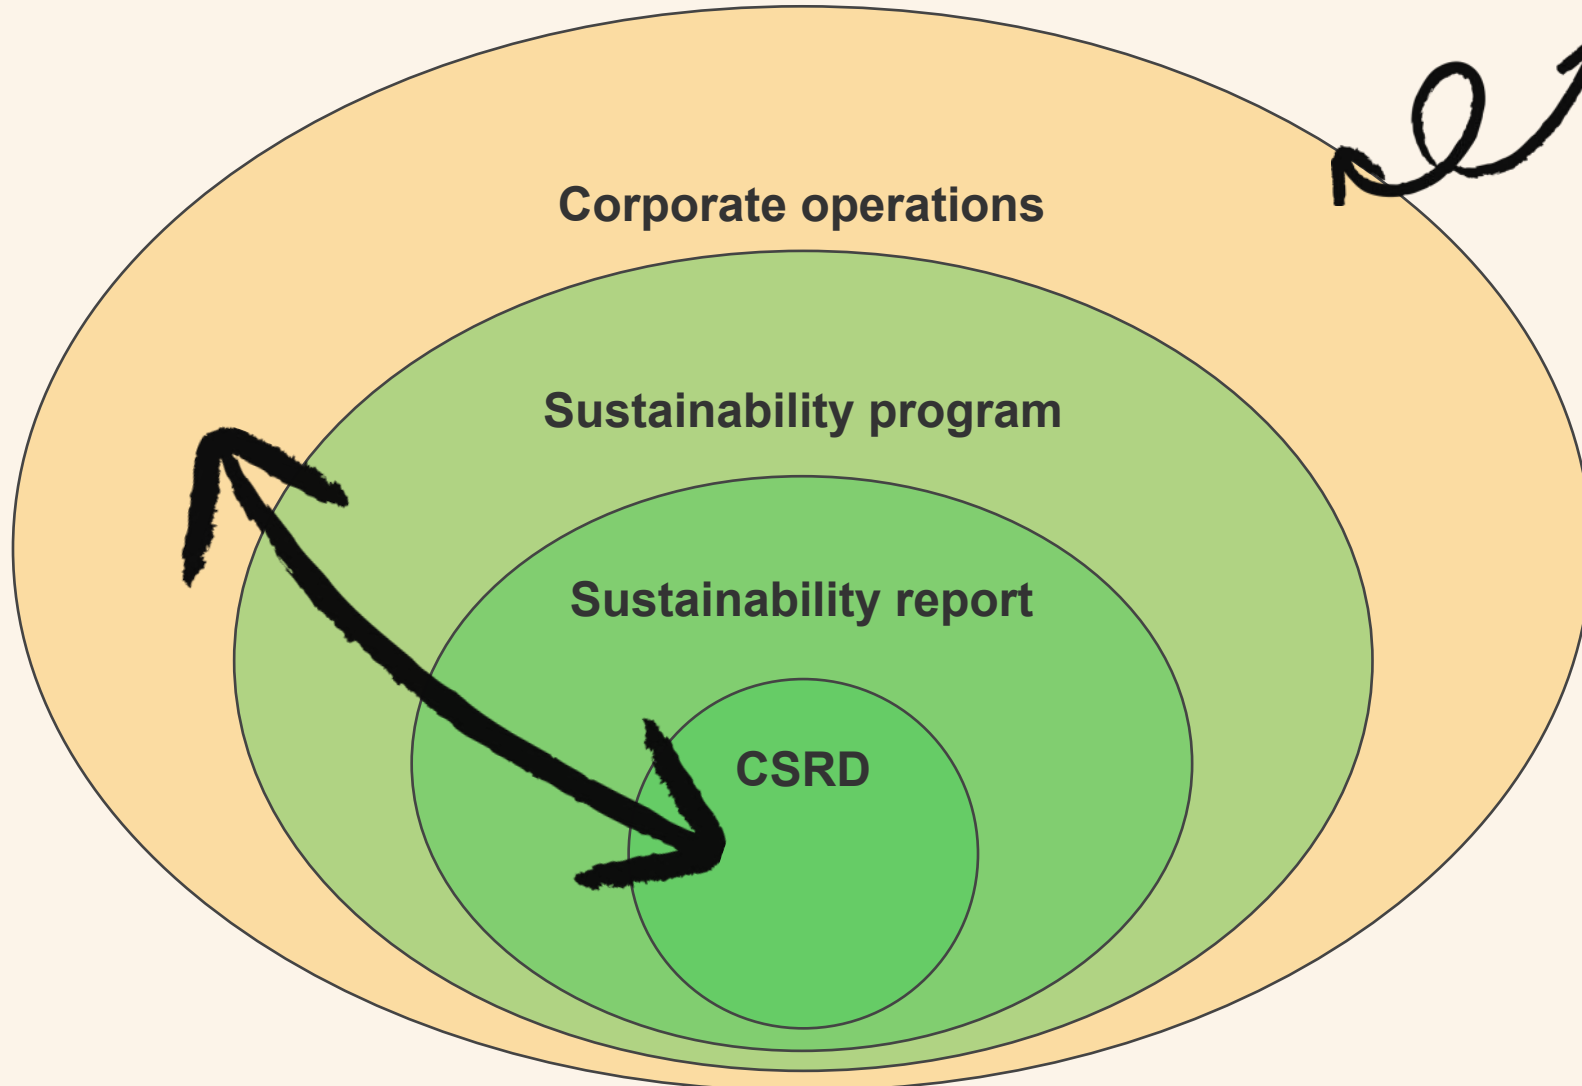 Corporate operations
Sustainability program
Sustainability report
CSRD